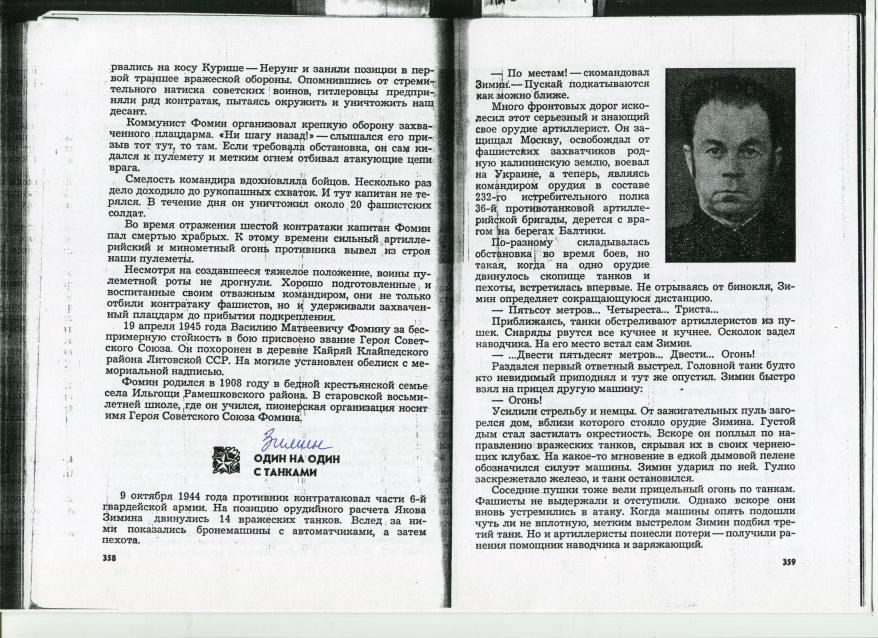 рвались на косу Курише — Нерунг и заняли позиции в пер-
вой траншее вражеской обороны. Опомнившись от стреми-
тельного натиска советских воинов, гитлеровцы предпри-
няли ряд контратак, пытаясь окружить и уничтожить наш
десант.
Коммунист Фомин организовал крепкую оборону захва-
ченного плацдарма. «Ни шагу назад!» — слышался его при-
зыв тот тут, то там. Если требовала обстановка, он сам ки-
дался к пулемету и метким огнем отбивал атакующие цепи
врага.
Смелость командира вдохновляла бойцов. Несколько раз
дело доходило до рукопашных схваток. И тут капитан не те-
рялся. В течение дня он уничтожил около 20 фашистских
солдат.
Во время отражения шестой контратаки капитан Фомин
пал смертью храбрых. К этому времени сильный артилле-
рийский и минометный огонь противника вывел из строя
наши пулеметы.
Несмотря на создавшееся тяжелое положение, воины пу-
леметной роты не дрогнули. Хорошо подготовленные и
воспитанные своим отважным командиром, они не только
отбили контратаку фашистов, но и удерживали захвачен-
ный плацдарм до прибытия подкрепления.
19 апреля 1945 года Василию Матвеевичу Фомину за бес-
примерную стойкость в бою присвоено звание Героя Совет-
ского Союза. Он похоронен в деревне Кайряй Клайпедского
района Литовской ССР. На могиле установлен обелиск с ме-
мориальной надписью.
Фомин родился в 1908 году в бедной крестьянской семье
села Ильгощи Рамешковского района. В старовской восьми-
летней школе, где он учился, пионерская организация носит
имя Героя Советского Союза Фомина.
Зимин
ОДИН НА ОДИН
С ТАНКАМИ
9 октября 1944 года противник контратаковал части 6-й
гвардейской армии. На позицию орудийного расчета Якова
Зимина двинулись 14 вражеских танков. Вслед за ни-
ми показались бронемашины с автоматчиками, а затем
пехота.
358
— По местам! — скомандовал
Зимин.— Пускай подкатываются
как можно ближе.
Много фронтовых дорог иско-
лесил этот серьезный и знающий
свое орудие артиллерист. Он за-
щищал Москву, освобождал от
фашистских захватчиков род-
ную калининскую землю, воевал
на Украине, а теперь, являясь
командиром орудия в составе
232-го истребительного полка
36-й противотанковой артилле-
рийской бригады, дерется с вра-
гом на берегах Балтики.
По-разному складывалась
обстановка во время боев, но
такая, когда на одно орудие
двинулось скопище танков и
пехоты, встретилась впервые. Не отрываясь от бинокля, Зи-
мин определяет сокращающуюся дистанцию.
— Пятьсот метров... Четыреста... Триста...
Приближаясь, танки обстреливают артиллеристов из пу-
шек. Снаряды рвутся все кучнее и кучнее. Осколок задел
наводчика. На его место встал сам Зимин.
— ...Двести пятьдесят метров... Двести... Огонь!
Раздался первый ответный выстрел. Головной танк будто
кто невидимый приподнял и тут же опустил. Зимин быстро
взял на прицел другую машину:
— Огонь!
Усилили стрельбу и немцы. От зажигательных пуль заго-
релся дом, вблизи которого стояло орудие Зимина. Густой
дым стал застилать окрестность. Вскоре он поплыл по на-
правлению вражеских танков, скрывая их в своих чернею-
щих клубах. На какое-то мгновение в едкой дымовой пелене
обозначился силуэт машины. Зимин ударил по ней. Гулко
заскрежетало железо, и танк остановился.
Соседние пушки тоже вели прицельный огонь по танкам.
Фашисты не выдержали и отступили. Однако вскоре они
вновь устремились в атаку. Когда машины опять подошли
чуть ли не вплотную, метким выстрелом Зимин подбил тре-
тий танк. Но и артиллеристы понесли потери — получили ра-
нения помощник наводчика и заряжающий.
359